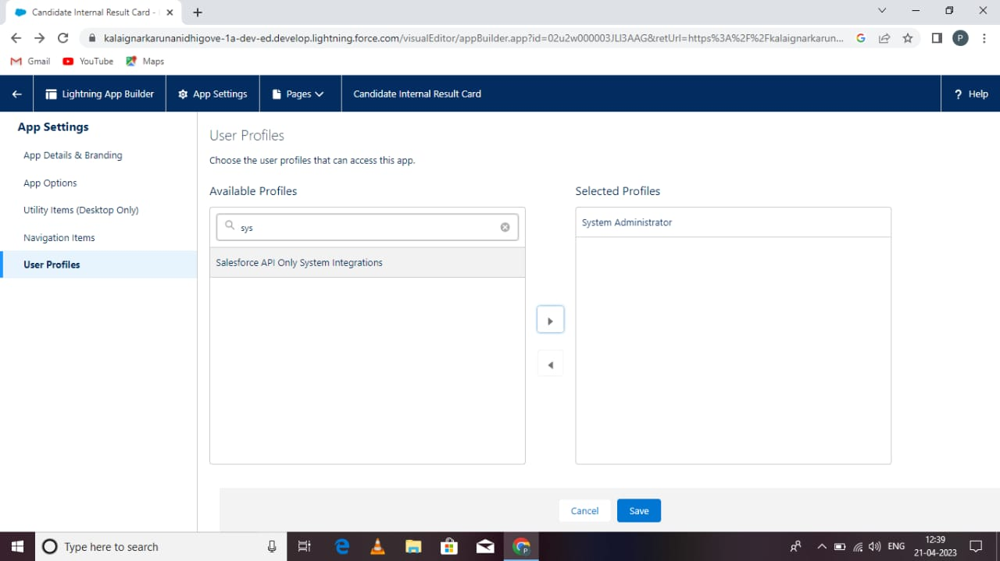 Candidate Internal Result Card -
kalaignarkarunanidhigove-1a-dev-ed.develop.lightning.force.com/visualEditor/appBuilder.app?id=02u2w000003JLl3AAG&retUrl=https%3A%2F%2Fkalaignarkarun...
P
Gmail
YouTube
Maps
Lightning App Builder
App Settings
Pages
Candidate Internal Result Card
? Help
App Settings
App Details & Branding
App Options
Utility Items (Desktop Only)
Navigation Items
User Profiles
User Profiles
Choose the user profiles that can access this app.
Available Profiles
sys
Salesforce API Only System Integrations
Selected Profiles
System Administrator
Cancel
Save
Type here to search
P
ENG
12:39
21-04-2023